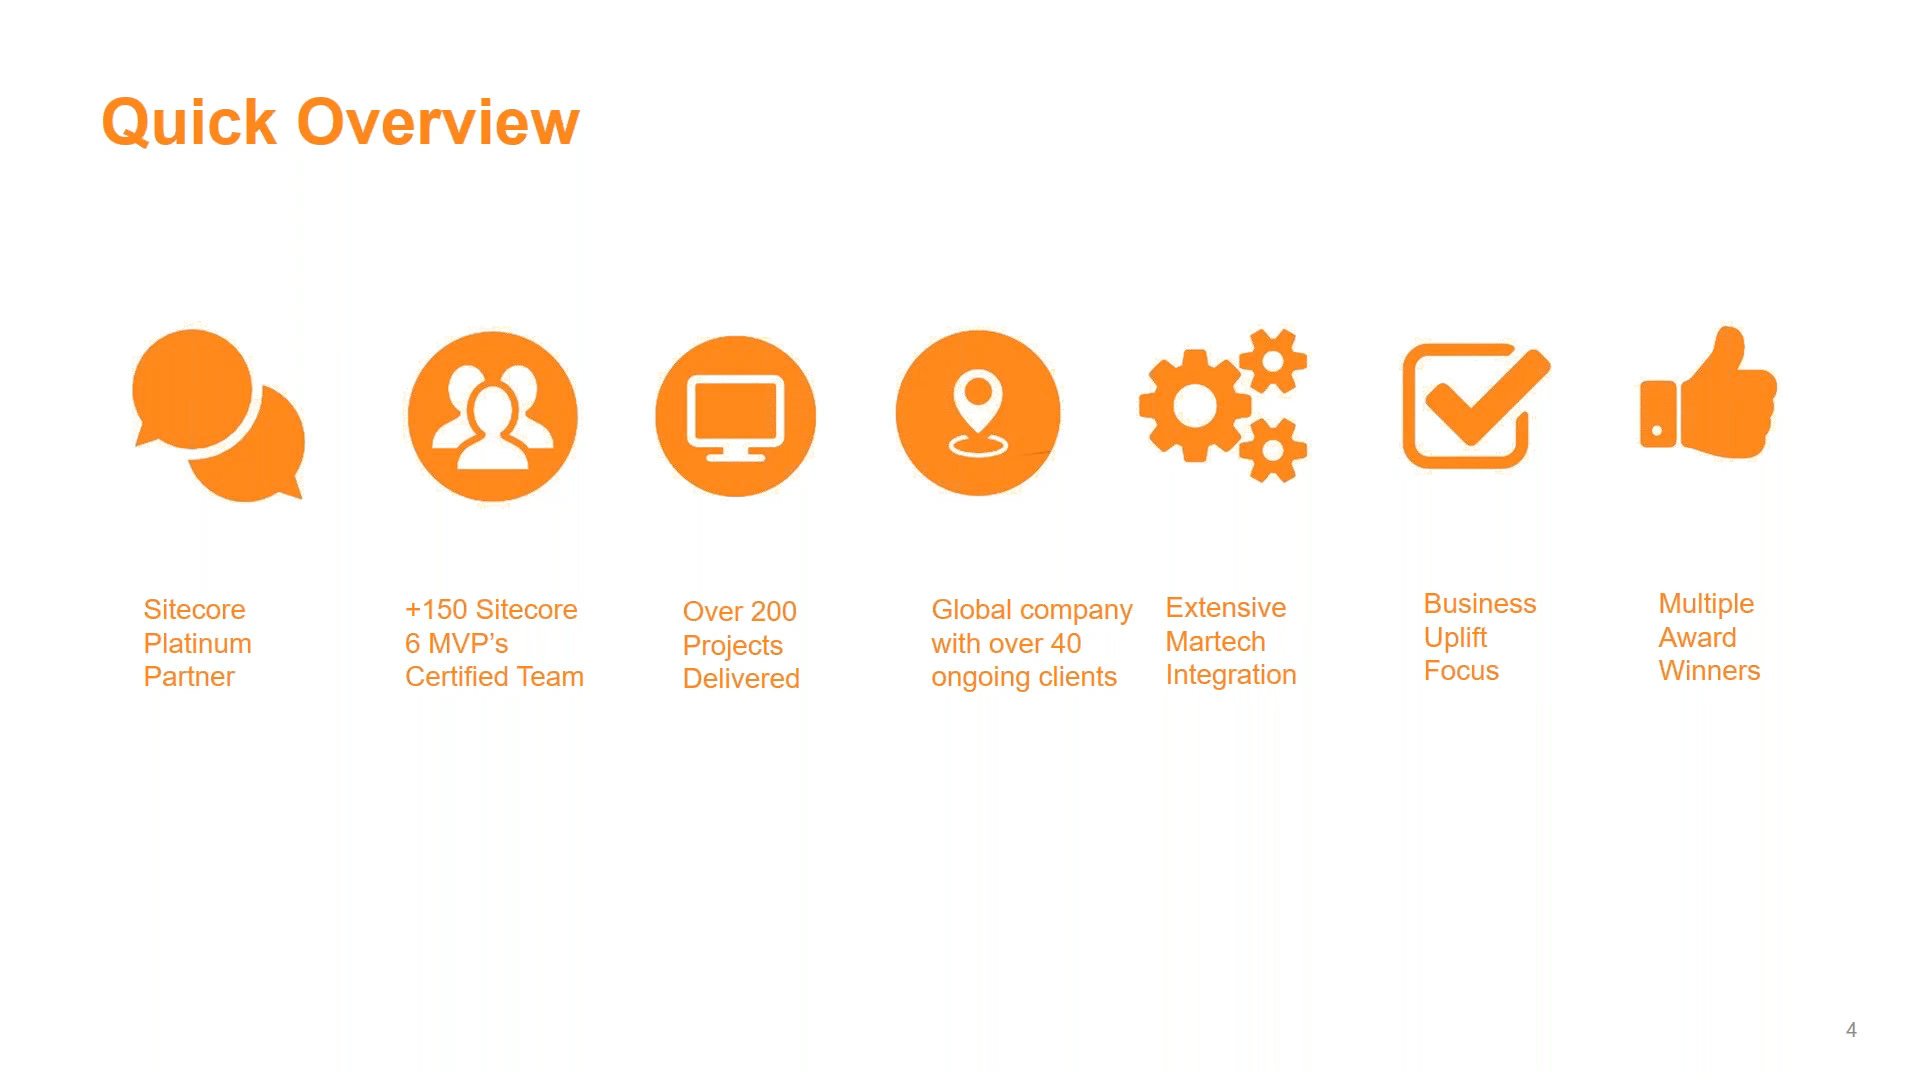 Quick Overview
Sitecore
Platinum
Partner
+150 Sitecore
6 MVP’s
Certified Team
Over 200
Projects
Delivered
Global company
with over 40
ongoing clients
Extensive
Martech
Integration
Business
Uplift
Focus
Multiple
Award
Winners
4